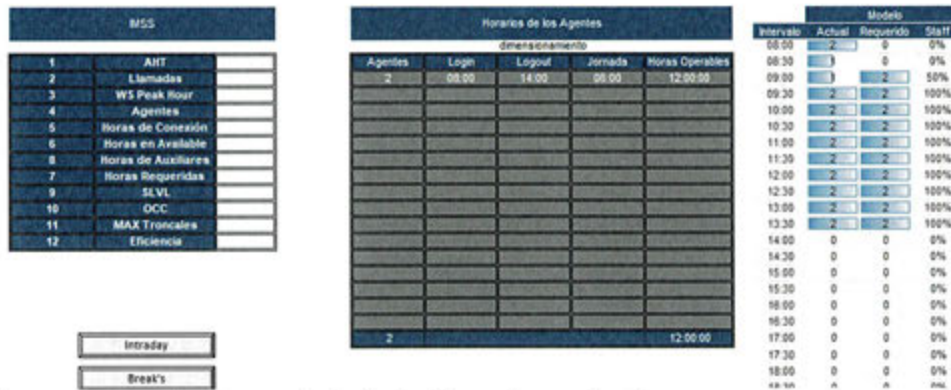 IMSS
1 AHT
2 Llamadas
3 WS Peak Hour
4 Agentes
5 Horas de Conexión
6 Horas en Available
8 Horas de Auxiliares
7 Horas Requeridas
9 SLVL
10 OCC
11 MAX Troncales
12 Eficiencia
Intraday
Break's
Horarios de los Agentes
dimensionamiento
Agentes Login Logout Jornada Horas Operables
2 08:00 14:00 06:00 12:00:00
2 12:00:00
Modelo
Intervalo Actual Requerido Staff
08:00 2 0 0%
08:30 1 0 0%
09:00 1 2 50%
09:30 2 2 100%
10:00 2 2 100%
10:30 2 2 100%
11:00 2 2 100%
11:30 2 2 100%
12:00 2 2 100%
12:30 2 2 100%
13:00 2 2 100%
13:30 2 2 100%
14:00 0 0 0%
14:30 0 0 0%
15:00 0 0 0%
15:30 0 0 0%
16:00 0 0 0%
16:30 0 0 0%
17:00 0 0 0%
17:30 0 0 0%
18:00 0 0 0%